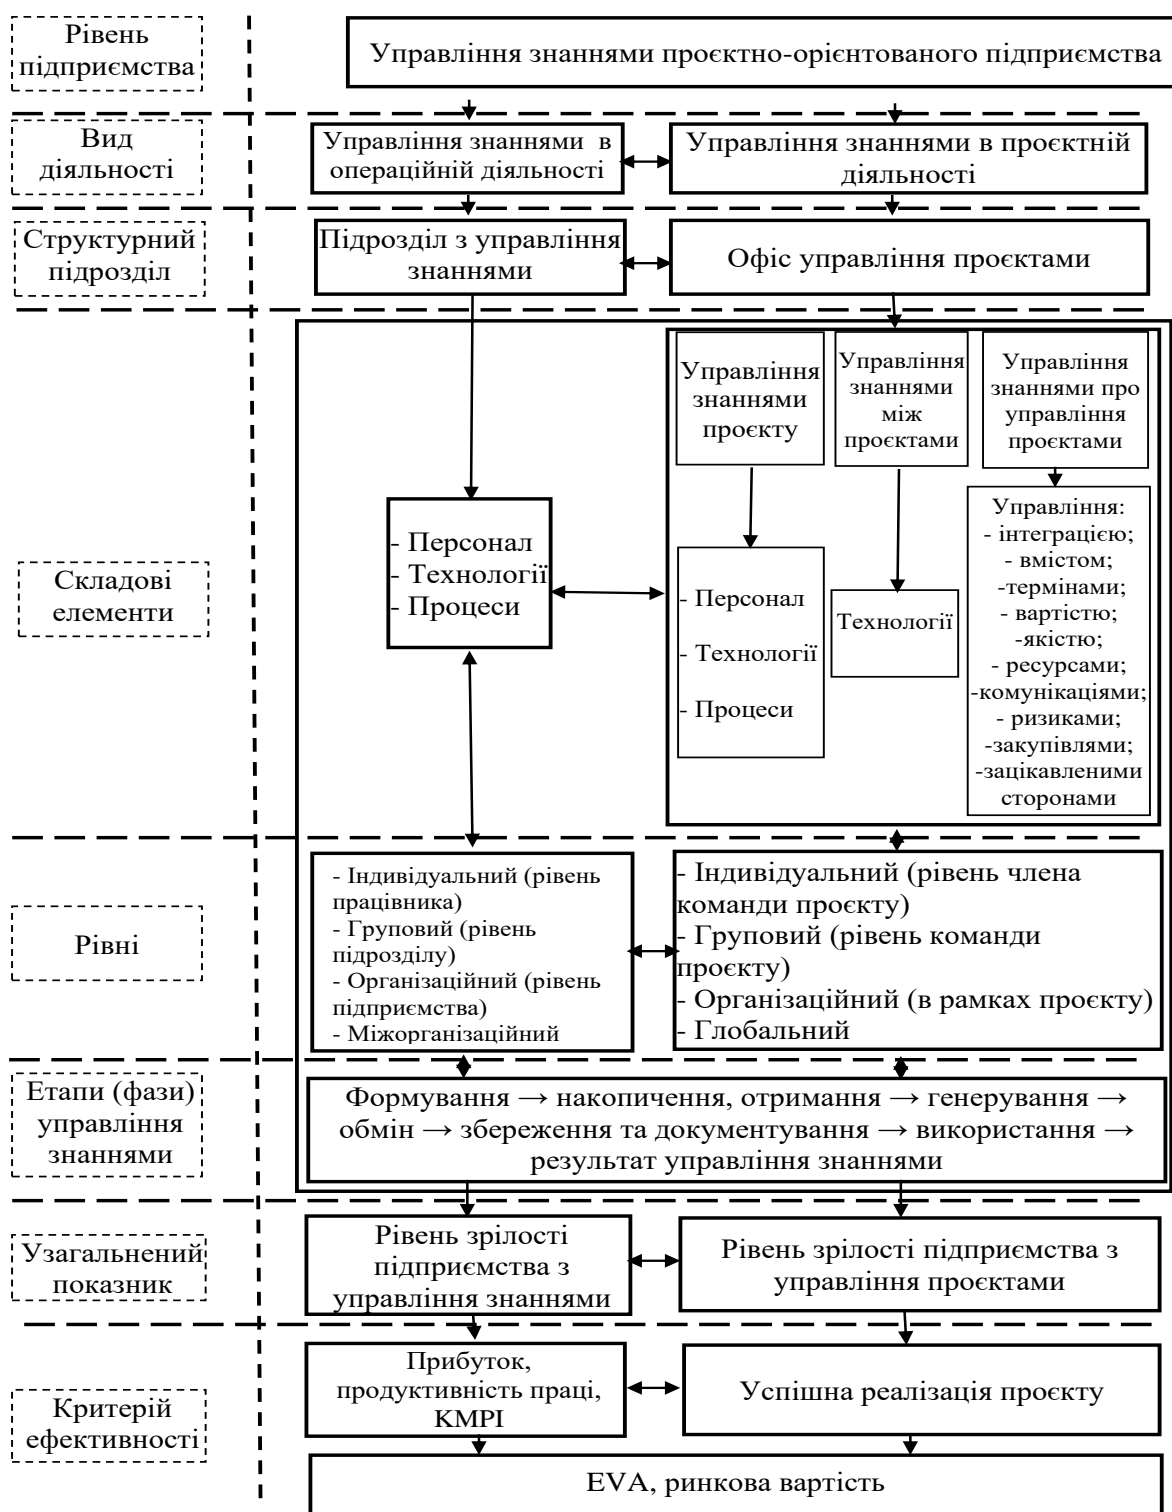 Рівень
підприємства
Управління знаннями проєктно-орієнтованого підприємства
Вид
діяльності
Управління знаннями в
операційній діяльності
Управління знаннями в проєктній
діяльності
Структурний
підрозділ
Підрозділ з управління
знаннями
Офіс управління проєктами
Складові
елементи
- Персонал
- Технології
- Процеси
Управління
знаннями
проєкту
- Персонал
- Технології
- Процеси
Управління
знаннями
між
проєктами
Технології
Управління
знаннями про
управління
проєктами
Управління:
- інтеграцією;
- вмістом;
-термінами;
- вартістю;
-якістю;
- ресурсами;
-комунікаціями;
- ризиками;
-закупівлями;
-зацікавленими
сторонами
Рівні
- Індивідуальний (рівень
працівника)
- Груповий (рівень
підрозділу)
- Організаційний (рівень
підприємства)
- Міжорганізаційний
- Індивідуальний (рівень члена
команди проєкту)
- Груповий (рівень команди
проєкту)
- Організаційний (в рамках проєкту)
- Глобальний
Етапи (фази)
управління
знаннями
Формування → накопичення, отримання → генерування →
обмін → збереження та документування → використання →
результат управління знаннями
Узагальнений
показник
Рівень зрілості
підприємства з
управління знаннями
Рівень зрілості підприємства з
управління проєктами
Критерій
ефективності
Прибуток,
продуктивність праці,
KMPI
Успішна реалізація проєкту
EVA, ринкова вартість